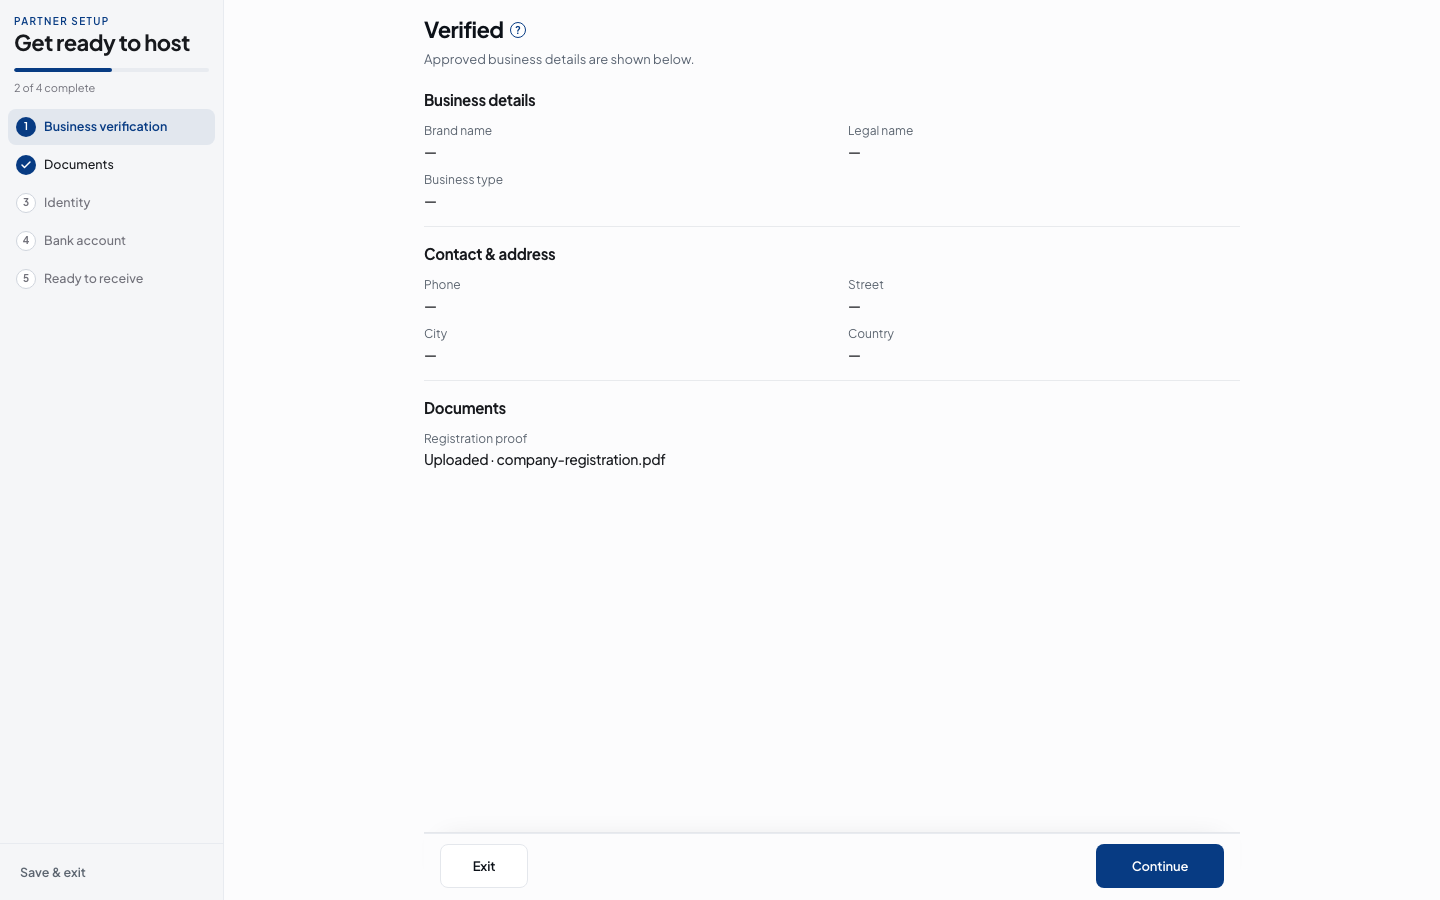 PARTNER SETUP
Get ready to host
2 of 4 complete
1 Business verification
Documents
3 Identity
4 Bank account
5 Ready to receive
Save & exit
Verified ?
Approved business details are shown below.
Business details
Brand name
—
Legal name
—
Business type
—
Contact & address
Phone
—
Street
—
City
—
Country
—
Documents
Registration proof
Uploaded · company-registration.pdf
Exit
Continue